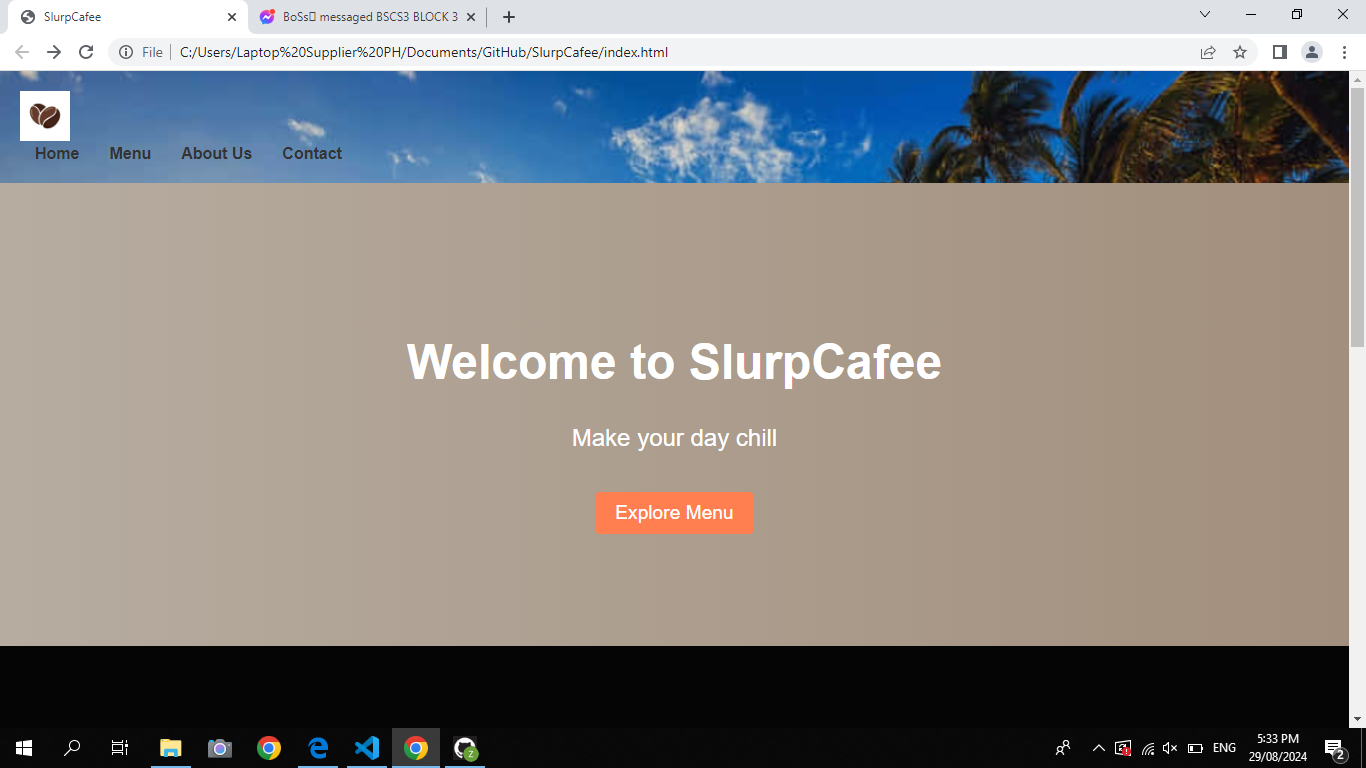 SlurpCafee
BoSs▯ messaged BSCS3 BLOCK 3
File
C:/Users/Laptop%20Supplier%20PH/Documents/GitHub/SlurpCafee/index.html
Home Menu About Us Contact
Welcome to SlurpCafee
Make your day chill
Explore Menu
z
ENG
5:33 PM
29/08/2024
2